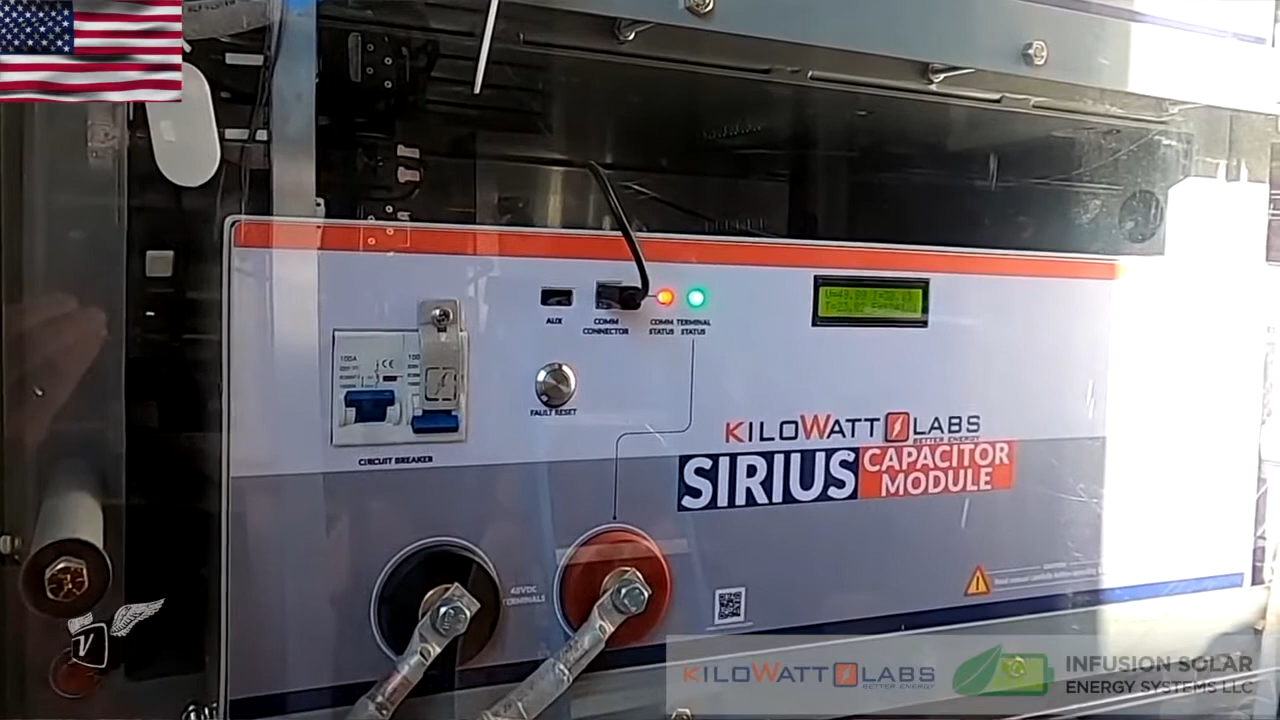 AUX
COMM
CONNECTOR
COMM
STATUS
TERMINAL
STATUS
100A
FAULT RESET
CIRCUIT BREAKER
KILOWATT LABS
BETTER ENERGY
SIRIUS
CAPACITOR
MODULE
48VDC
TERMINALS
CAUTION
V
KILOWATT LABS
BETTER ENERGY
INFUSION SOLAR
ENERGY SYSTEMS LLC